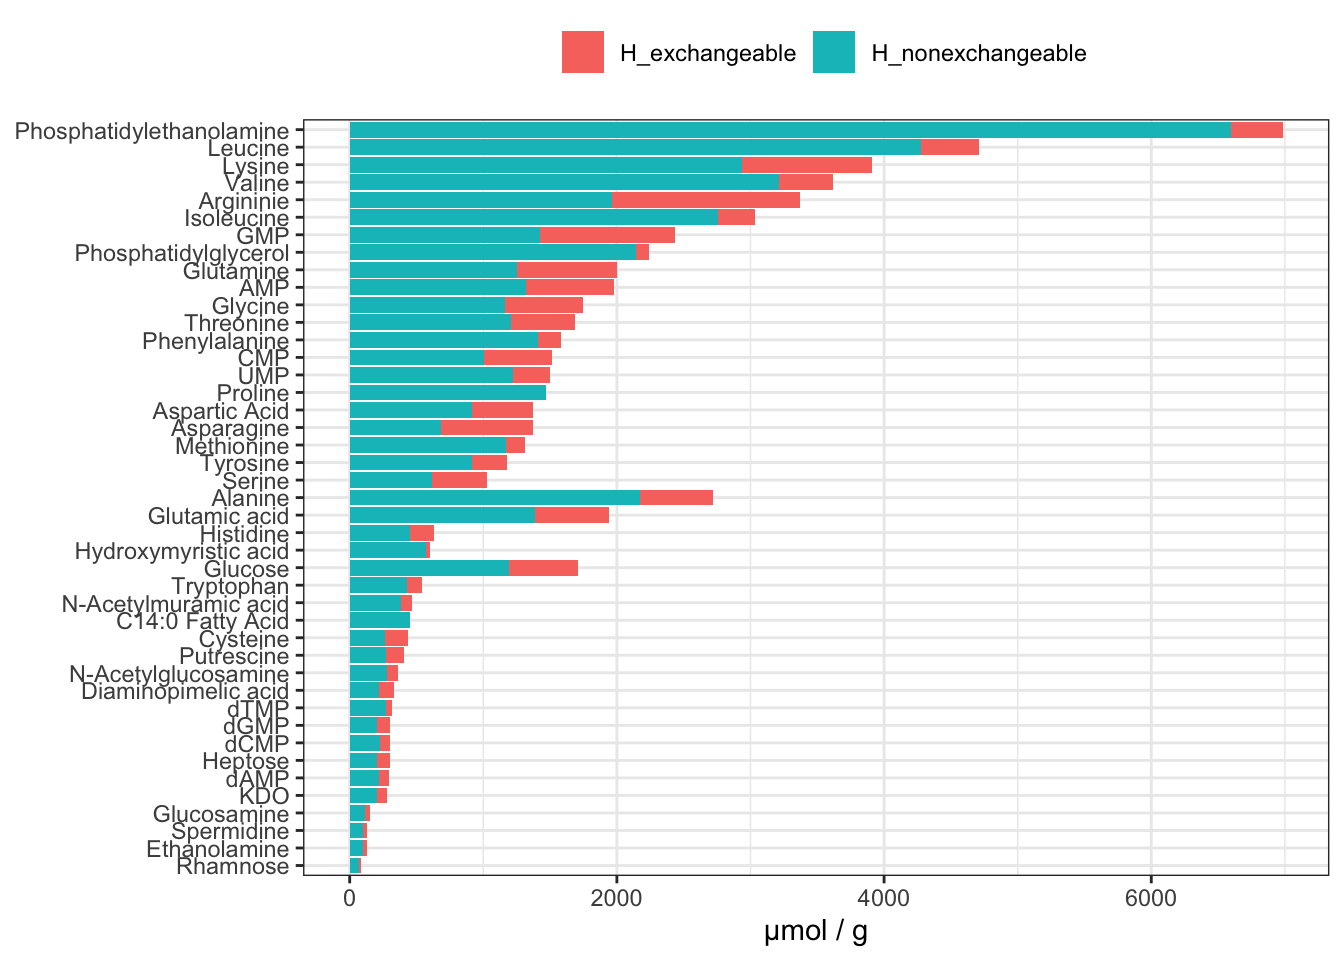 H_exchangeable H_nonexchangeable
Phosphatidylethanolamine
Leucine
Lysine
Valine
Argininie
Isoleucine
GMP
Phosphatidylglycerol
Glutamine
AMP
Glycine
Threonine
Phenylalanine
CMP
UMP
Proline
Aspartic Acid
Asparagine
Methionine
Tyrosine
Serine
Alanine
Glutamic acid
Histidine
Hydroxymyristic acid
Glucose
Tryptophan
N-Acetylmuramic acid
C14:0 Fatty Acid
Cysteine
Putrescine
N-Acetylglucosamine
Diaminopimelic acid
dTMP
dGMP
dCMP
Heptose
dAMP
KDO
Glucosamine
Spermidine
Ethanolamine
Rhamnose
0 2000 4000 6000
μmol / g